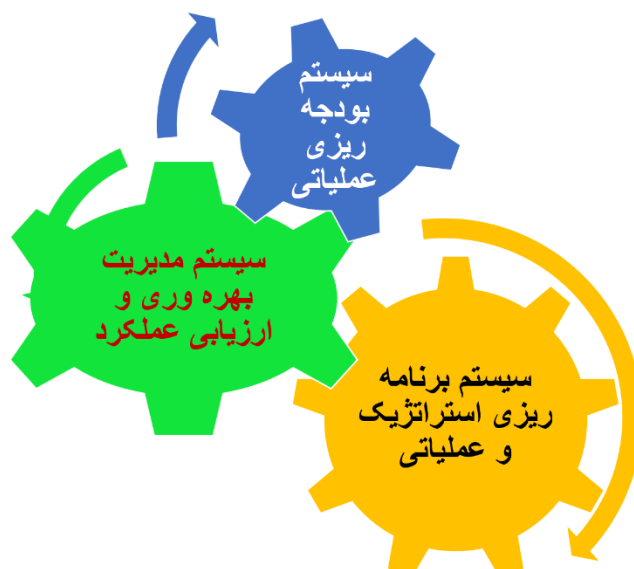 سیستم
بودجه
ریزی
عملیاتی
سیستم مدیریت
بهره وری و
ارزیابی عملکرد
سیستم برنامه
ریزی استراتژیک
و عملیاتی